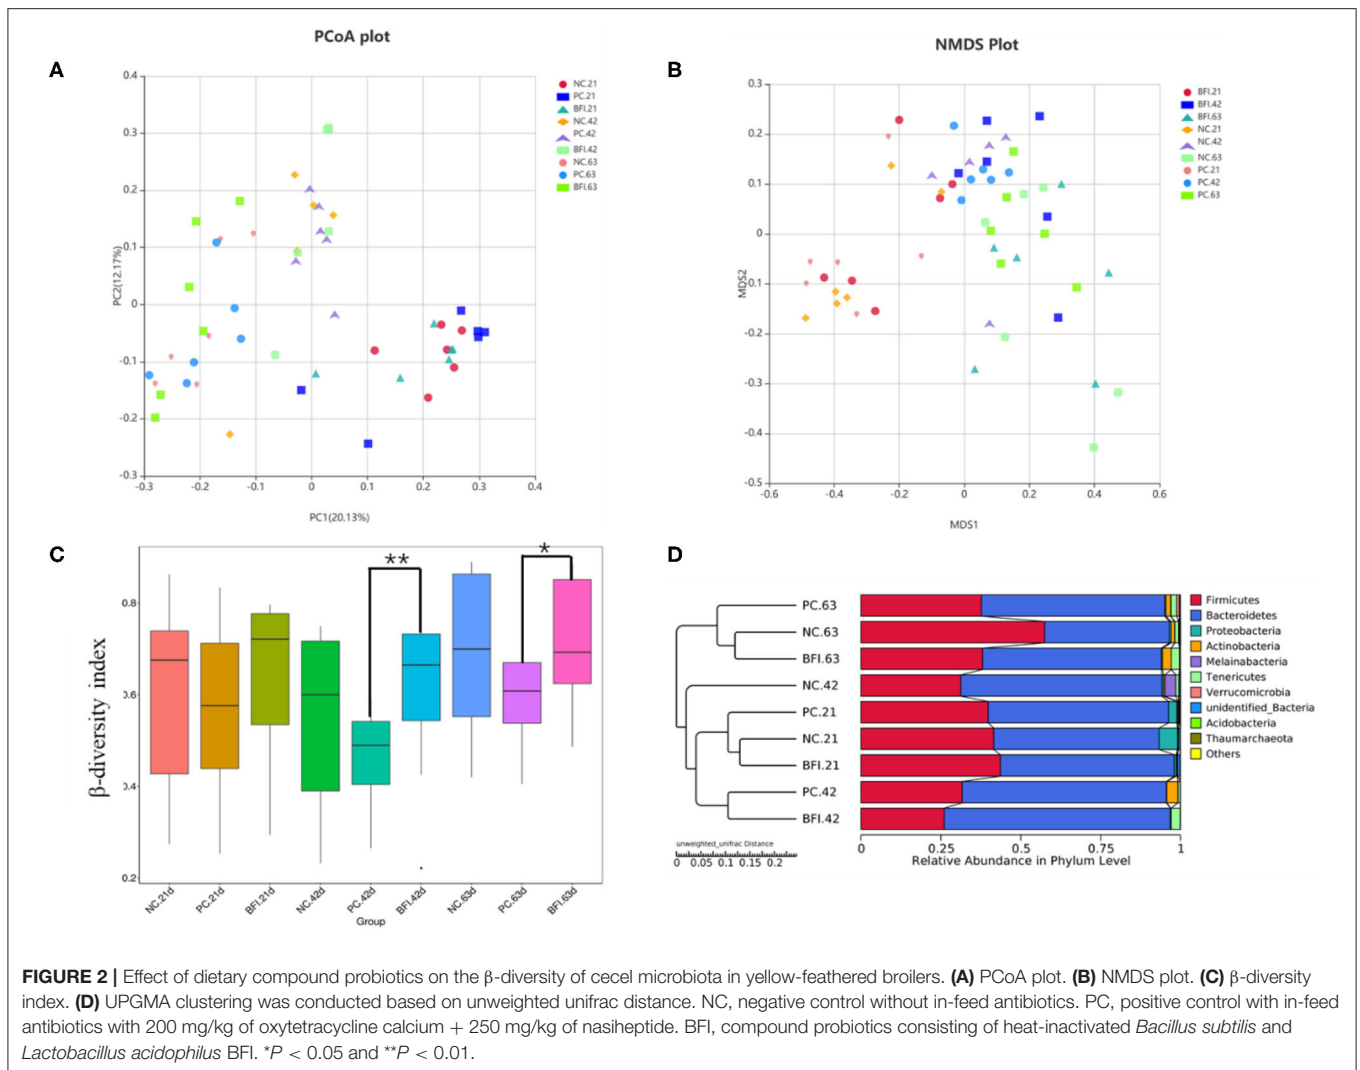 PCoA plot
A
0.4
0.3
0.2
0.1
0
-0.1
-0.2
-0.3
PC2(12.17%)
-0.3 -0.2 -0.1 0 0.1 0.2 0.3 0.4
PC1(20.13%)
NC.21
PC.21
BFI.21
NC.42
PC.42
BFI.42
NC.63
PC.63
BFI.63
NMDS Plot
B
0.3
0.2
0.1
0
-0.1
-0.2
-0.3
-0.4
-0.5
MDS2
-0.6 -0.4 -0.2 0 0.2 0.4 0.6
MDS1
BFI.21
BFI.42
BFI.63
NC.21
NC.42
NC.63
PC.21
PC.42
PC.63
C
** *
0.8
0.6
0.4
0.2
β-diversity index
NC.21d PC.21d BFI.21d NC.42d PC.42d BFI.42d NC.63d PC.63d BFI.63d
Group
D
PC.63
NC.63
BFI.63
NC.42
PC.21
NC.21
BFI.21
PC.42
BFI.42
unweighted_unifrac Distance
0 0.05 0.1 0.15 0.2
0 0.25 0.5 0.75 1
Relative Abundance in Phylum Level
Firmicutes
Bacteroidetes
Proteobacteria
Actinobacteria
Melainabacteria
Tenericutes
Verrucomicrobia
unidentified_Bacteria
Acidobacteria
Thaumarchaeota
Others
FIGURE 2 | Effect of dietary compound probiotics on the β-diversity of cecel microbiota in yellow-feathered broilers. (A) PCoA plot. (B) NMDS plot. (C) β-diversity
index. (D) UPGMA clustering was conducted based on unweighted unifrac distance. NC, negative control without in-feed antibiotics. PC, positive control with in-feed
antibiotics with 200 mg/kg of oxytetracycline calcium + 250 mg/kg of nasiheptide. BFI, compound probiotics consisting of heat-inactivated Bacillus subtilis and
Lactobacillus acidophilus BFI. *P < 0.05 and **P < 0.01.